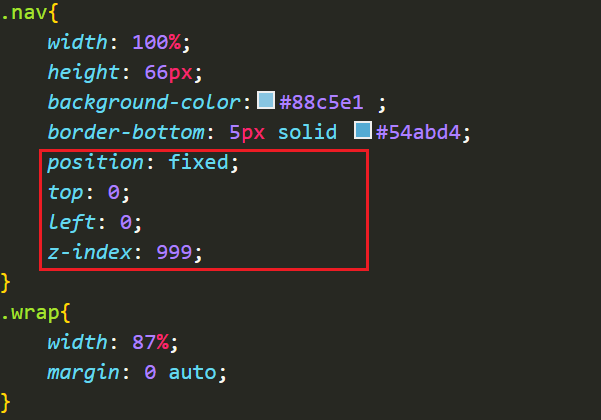 .nav{
    width: 100%;
    height: 66px;
    background-color: #88c5e1 ;
    border-bottom: 5px solid #54abd4;
    position: fixed;
    top: 0;
    left: 0;
    z-index: 999;
}
.wrap{
    width: 87%;
    margin: 0 auto;
}